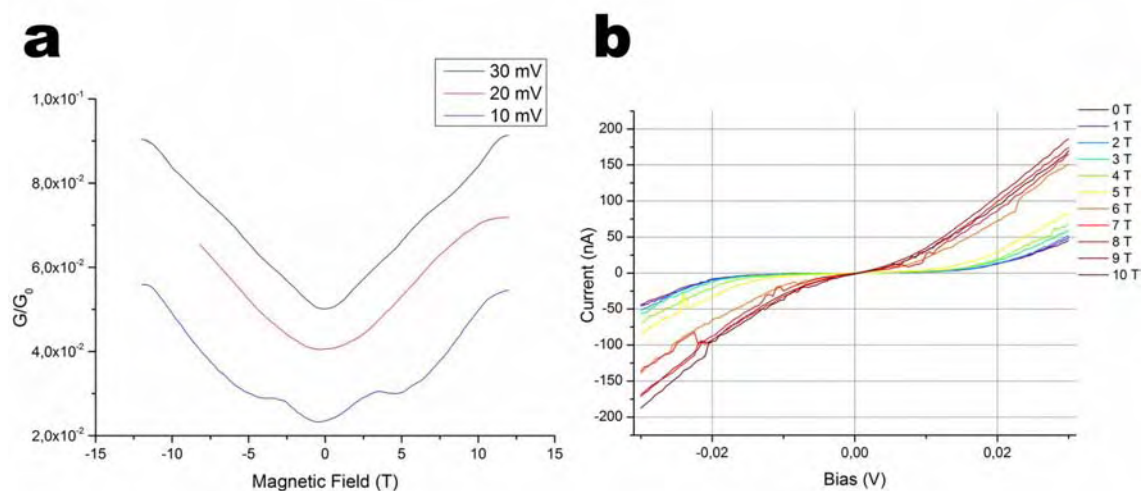 a
30 mV
20 mV
10 mV
1,0x10⁻¹
8,0x10⁻²
6,0x10⁻²
4,0x10⁻²
2,0x10⁻²
G/G₀
-15 -10 -5 0 5 10 15
Magnetic Field (T)
b
200
150
100
50
0
-50
-100
-150
-200
Current (nA)
-0,02 0,00 0,02
Bias (V)
0 T
1 T
2 T
3 T
4 T
5 T
6 T
7 T
8 T
9 T
10 T